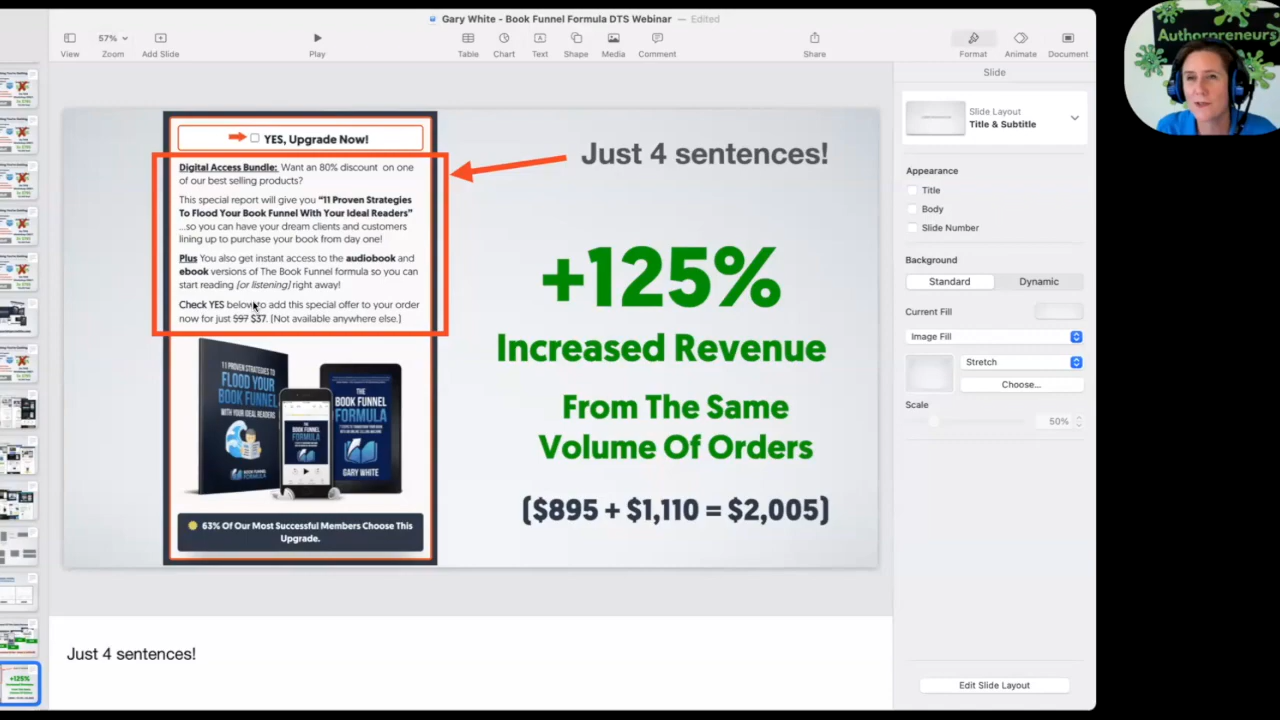 Gary White - Book Funnel Formula DTS Webinar — Edited
57%
View
Zoom
Add Slide
Play
Table
Chart
Text
Shape
Media
Comment
Share
Format
Animate
Document
Authorpreneurs
Slide
Slide Layout
Title & Subtitle
Appearance
Title
Body
Slide Number
Background
Standard
Dynamic
Current Fill
Image Fill
Stretch
Choose...
Scale
50%
Edit Slide Layout
YES, Upgrade Now!
Digital Access Bundle: Want an 80% discount on one
of our best selling products?
This special report will give you “11 Proven Strategies
To Flood Your Book Funnel With Your Ideal Readers”
...so you can have your dream clients and customers
lining up to purchase your book from day one!
Plus You also get instant access to the audiobook and
ebook versions of The Book Funnel formula so you can
start reading [or listening] right away!
Check YES below to add this special offer to your order
now for just $97 $37. [Not available anywhere else.]
11 PROVEN STRATEGIES TO
FLOOD YOUR
BOOK FUNNEL
WITH YOUR IDEAL READERS
BOOK FUNNEL
FORMULA
THE
BOOK FUNNEL
FORMULA
THE
BOOK FUNNEL
FORMULA
GARY WHITE
63% Of Our Most Successful Members Choose This
Upgrade.
Just 4 sentences!
+125%
Increased Revenue
From The Same
Volume Of Orders
($895 + $1,110 = $2,005)
Just 4 sentences!